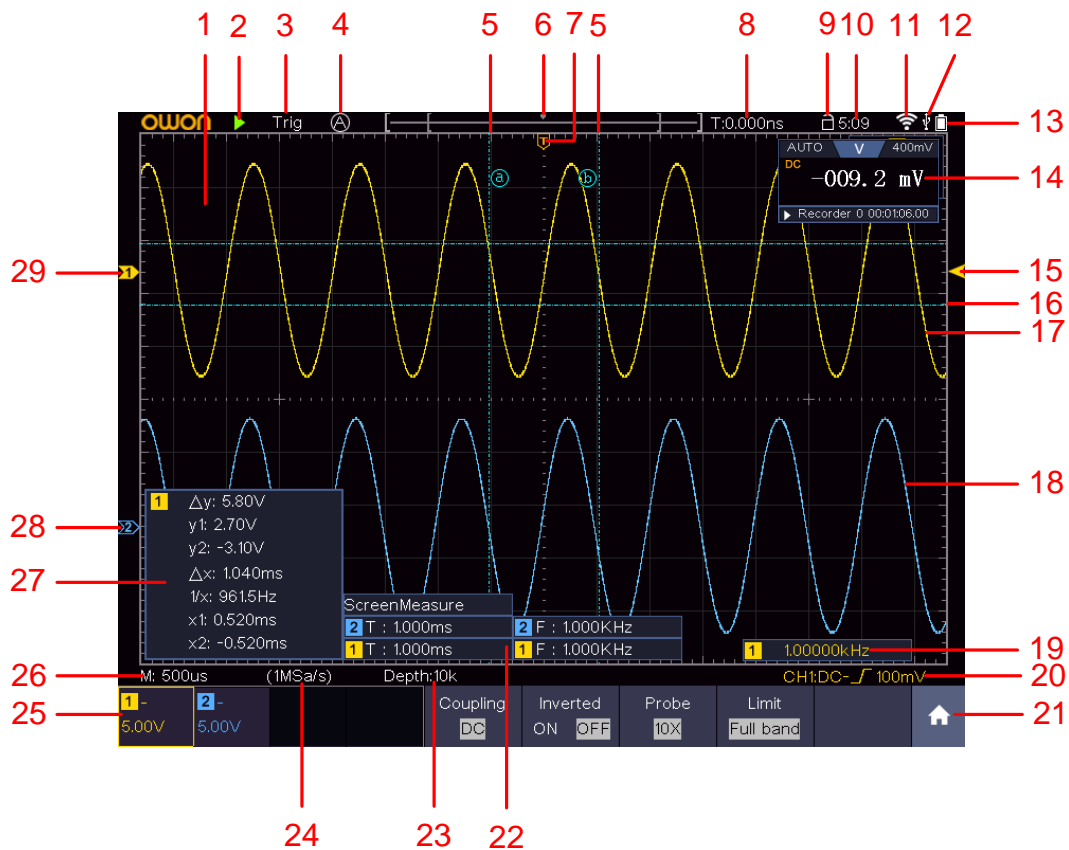 1 2 3 4 5 6 7 5 8 9 10 11 12
owon Trig A T:0.000ns 5:09
13
T
AUTO V 400mV
DC
-009.2 mV
14
Recorder 0 00:01:06.00
a b
29 1
15
16
17
18
28 2
27
1 △y: 5.80V
y1: 2.70V
y2: -3.10V
△x: 1.040ms
1/x: 961.5Hz
x1: 0.520ms
x2: -0.520ms
ScreenMeasure
2 T : 1.000ms 2 F : 1.000KHz
1 T : 1.000ms 1 F : 1.000KHz
1 1.00000kHz
19
26
M: 500us (1MSa/s) Depth:10k CH1:DC- 100mV
20
25
1 - 2 -
5.00V 5.00V
Coupling Inverted Probe Limit
DC ON OFF 10X Full band
21
24 23 22